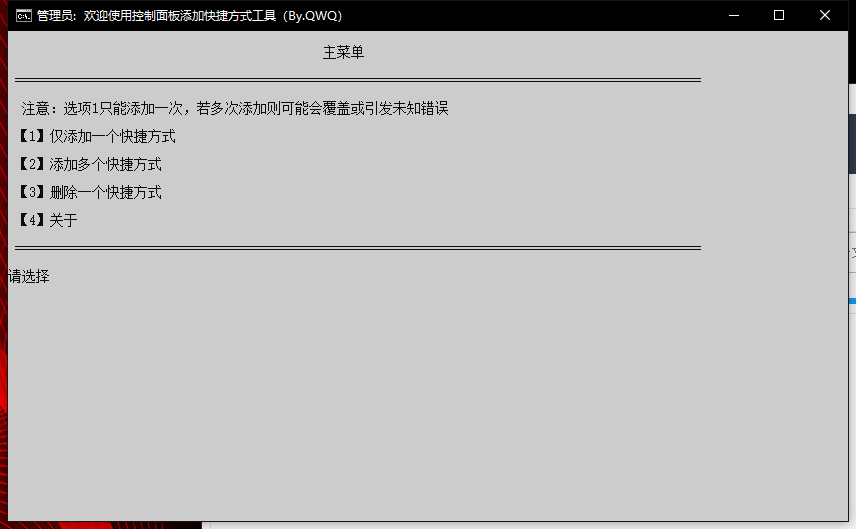 管理员: 欢迎使用控制面板添加快捷方式工具（By.QWQ）
主菜单
注意：选项1只能添加一次，若多次添加则可能会覆盖或引发未知错误
【1】仅添加一个快捷方式
【2】添加多个快捷方式
【3】删除一个快捷方式
【4】关于
请选择